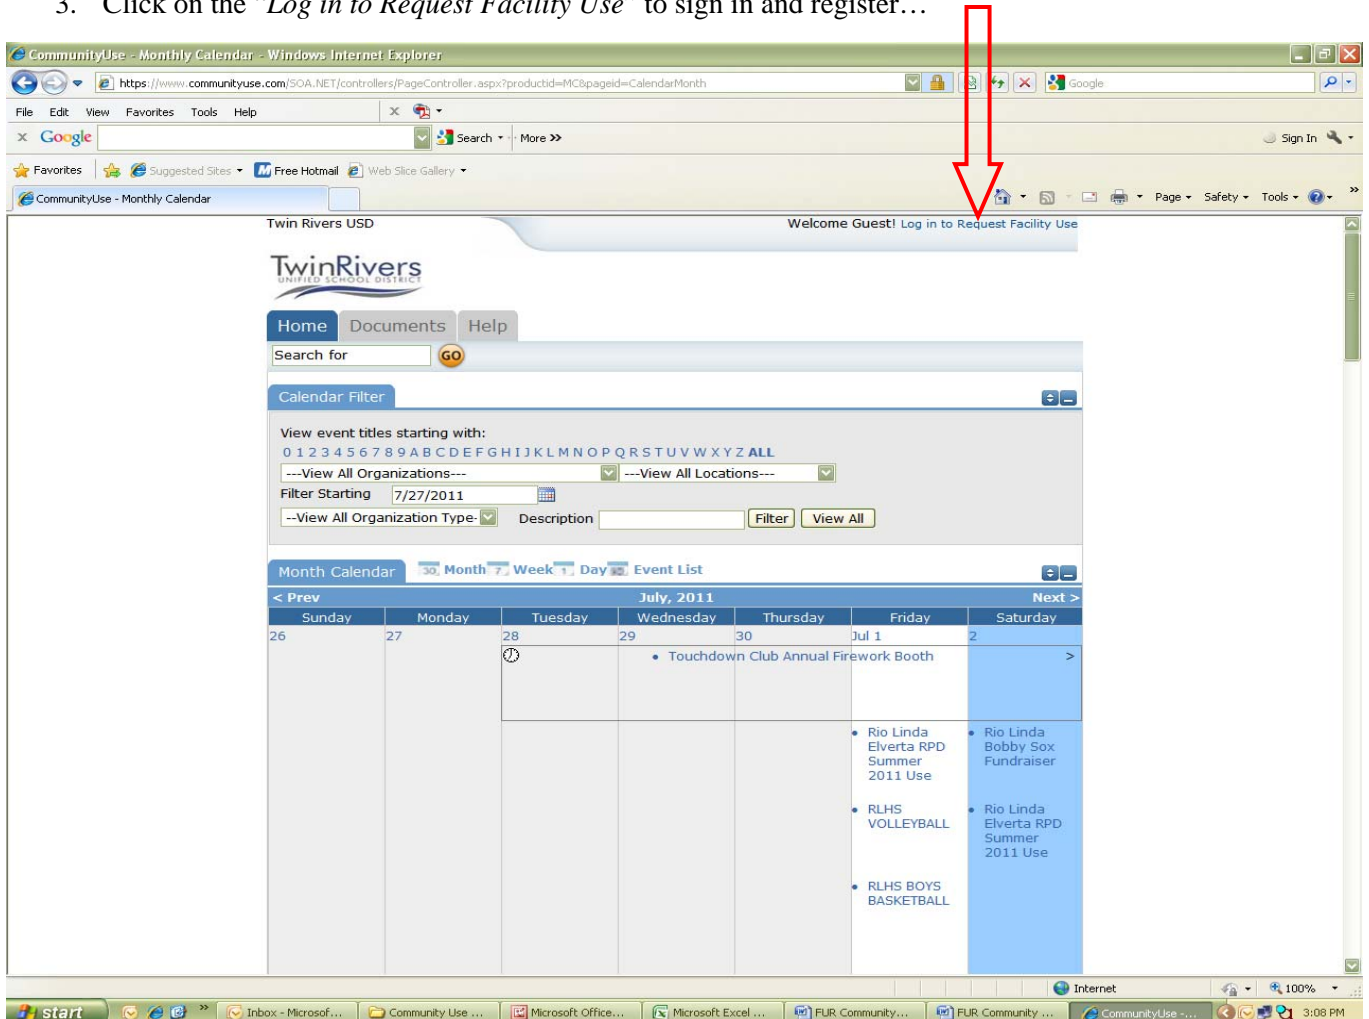 3. Click on the "Log in to Request Facility Use" to sign in and register…
CommunityUse - Monthly Calendar - Windows Internet Explorer
https://www.communityuse.com/SOA.NET/controllers/PageController.aspx?productid=MC&pageid=CalendarMonth
Google
File Edit View Favorites Tools Help
x
x Google Search More >> Sign In
Favorites Suggested Sites Free Hotmail Web Slice Gallery
CommunityUse - Monthly Calendar Page Safety Tools >>
Twin Rivers USD Welcome Guest! Log in to Request Facility Use
TwinRivers
UNIFIED SCHOOL DISTRICT
Home Documents Help
Search for GO
Calendar Filter
View event titles starting with:
0 1 2 3 4 5 6 7 8 9 A B C D E F G H I J K L M N O P Q R S T U V W X Y Z ALL
---View All Organizations--- ---View All Locations---
Filter Starting 7/27/2011
--View All Organization Type- Description Filter View All
Month Calendar 30 Month 7 Week 1 Day Event List
< Prev July, 2011 Next >
Sunday Monday Tuesday Wednesday Thursday Friday Saturday
26 27 28 29 30 Jul 1 2
• Touchdown Club Annual Firework Booth >
• Rio Linda
Elverta RPD
Summer
2011 Use
• Rio Linda
Bobby Sox
Fundraiser
• RLHS
VOLLEYBALL
• Rio Linda
Elverta RPD
Summer
2011 Use
• RLHS BOYS
BASKETBALL
Internet 100%
start >> Inbox - Microsof... Community Use ... Microsoft Office... Microsoft Excel ... FUR Community... FUR Community ... CommunityUse -... 3:08 PM